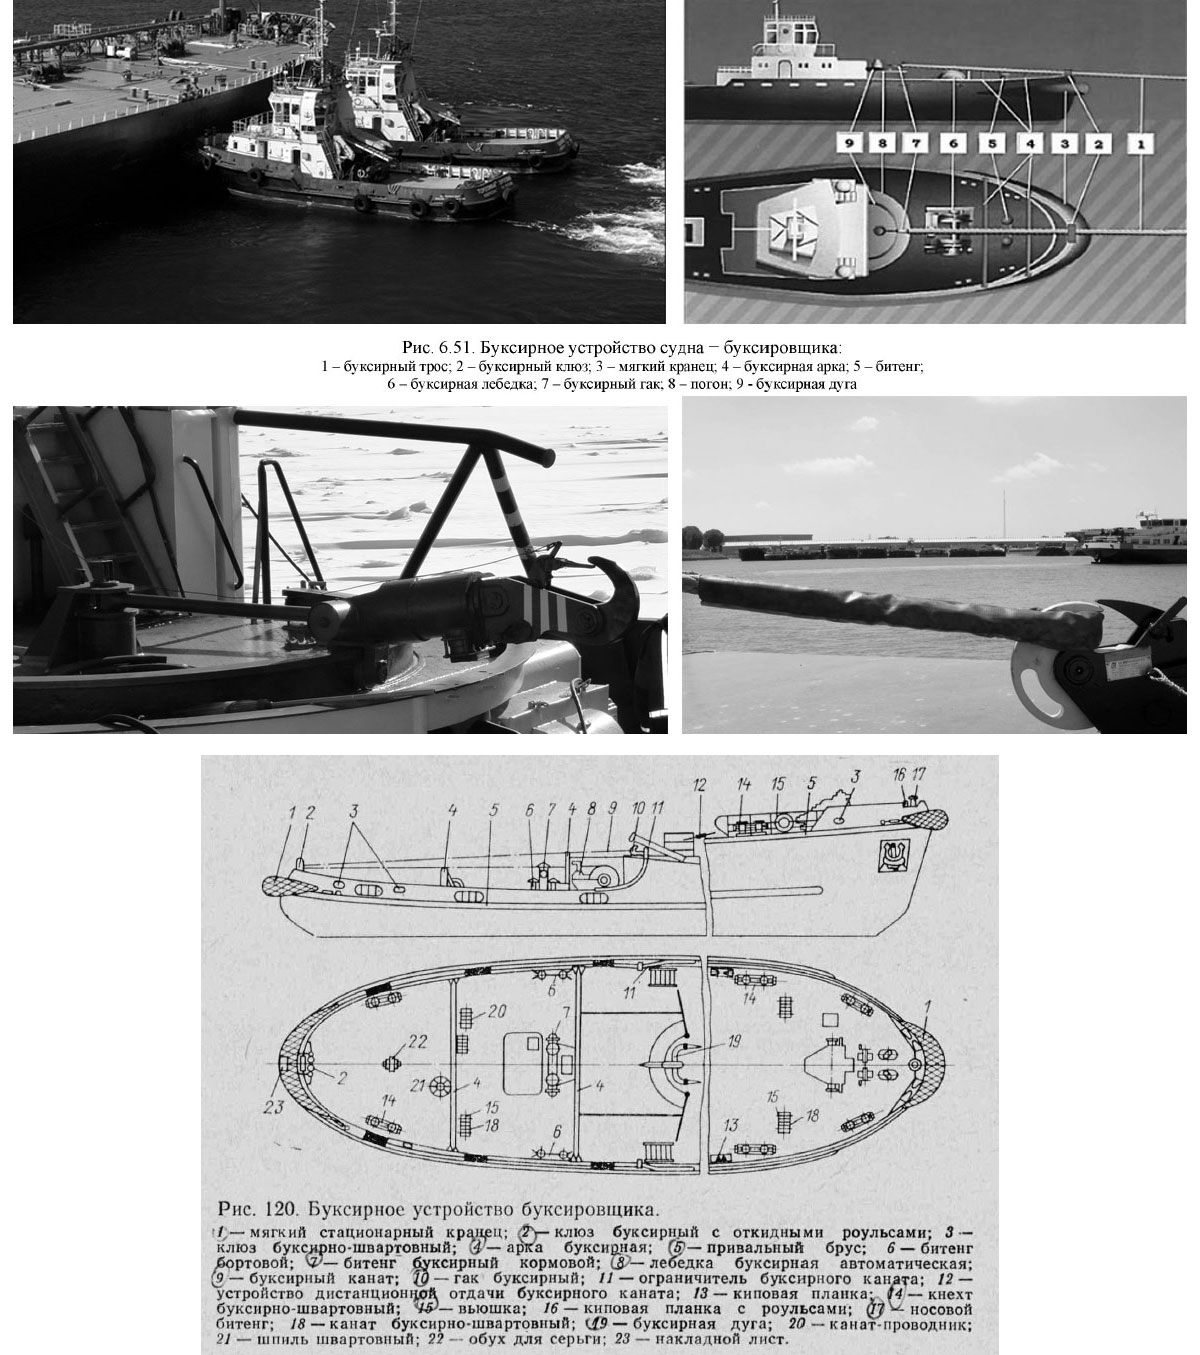 9 8 7 6 5 4 3 2 1
Рис. 6.51. Буксирное устройство судна − буксировщика:
1 – буксирный трос; 2 – буксирный клюз; 3 – мягкий кранец; 4 – буксирная арка; 5 – битенг;
6 – буксирная лебедка; 7 – буксирный гак; 8 – погон; 9 - буксирная дуга
12 14 15 5 3 16 17
1 2 3 4 5 6 7 4 8 9 10 11
6 11 14 1
20 7
22 2 19
21 4 4
23 14 15 18 15 18
6 13
Рис. 120. Буксирное устройство буксировщика.
1 — мягкий стационарный кранец; 2 — клюз буксирный с откидными роульсами; 3 —
клюз буксирно-швартовный; 4 — арка буксирная; 5 — привальный брус; 6 — битенг
бортовой; 7 — битенг буксирный кормовой; 8 — лебедка буксирная автоматическая;
9 — буксирный канат; 10 — гак буксирный; 11 — ограничитель буксирного каната; 12 —
устройство дистанционной отдачи буксирного каната; 13 — киповая планка; 14 — кнехт
буксирно-швартовный; 15 — вьюшка; 16 — киповая планка с роульсами; 17 — носовой
битенг; 18 — канат буксирно-швартовный; 19 — буксирная дуга; 20 — канат-проводник;
21 — шпиль швартовный; 22 — обух для серьги; 23 — накладной лист.